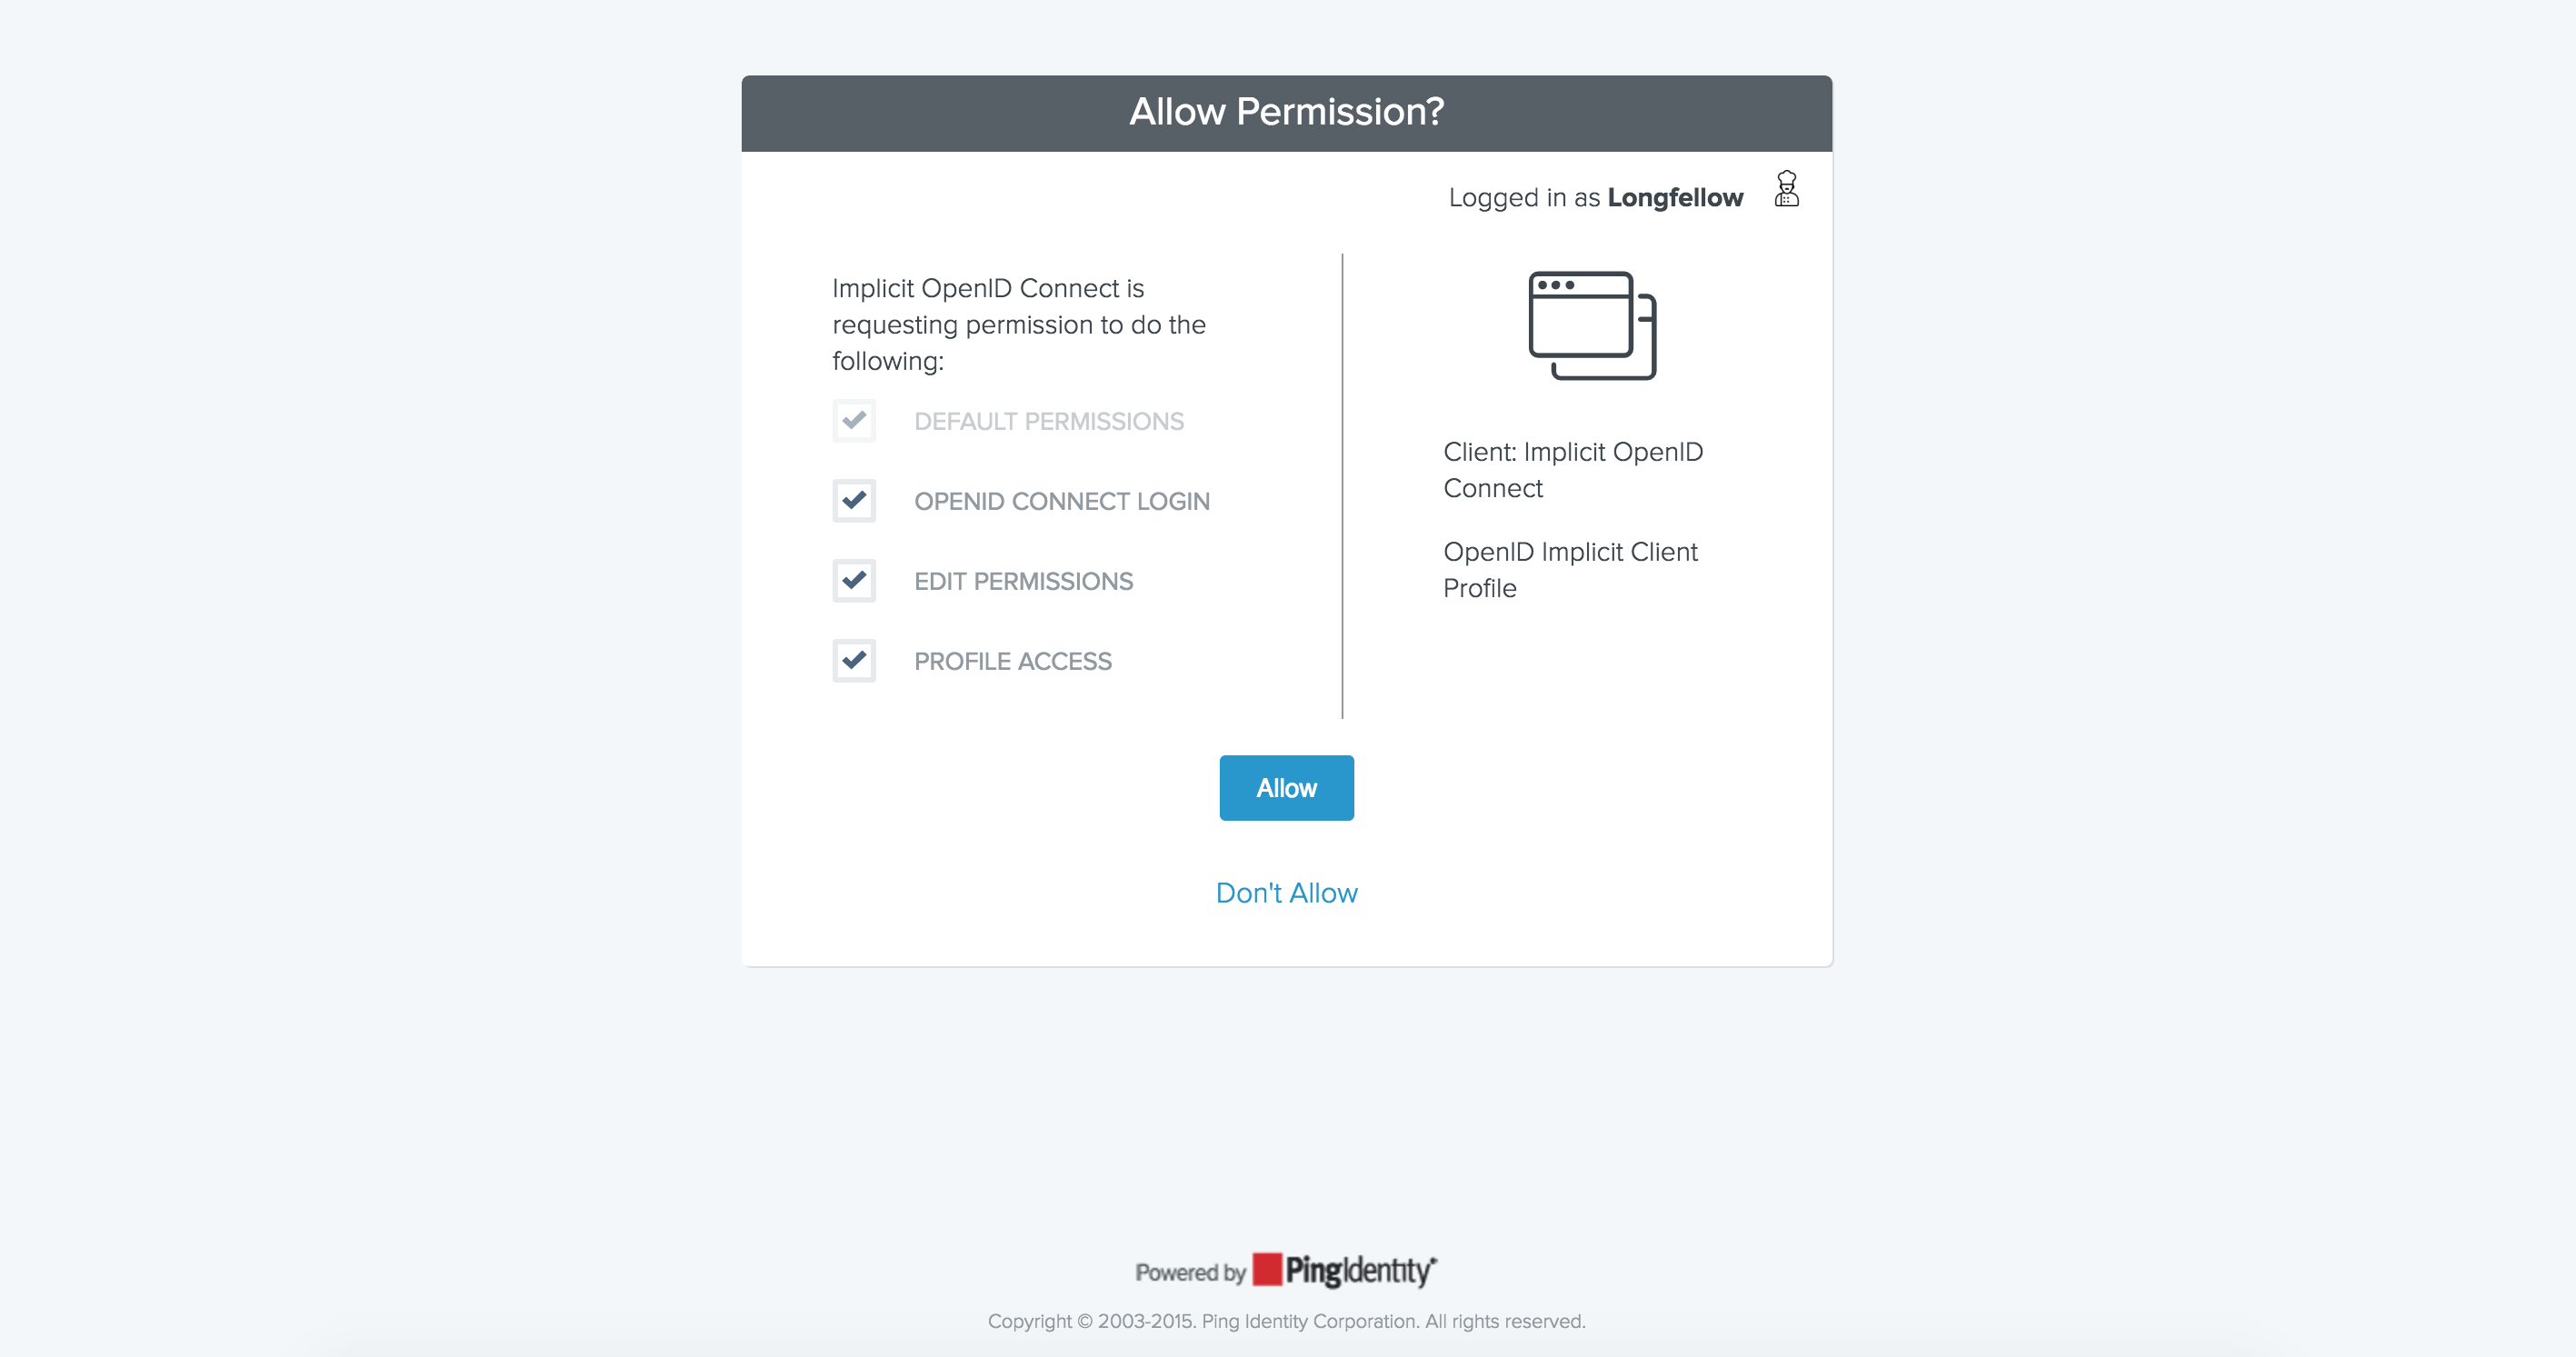 Allow Permission?
Logged in as Longfellow
Implicit OpenID Connect is
requesting permission to do the
following:
DEFAULT PERMISSIONS
OPENID CONNECT LOGIN
EDIT PERMISSIONS
PROFILE ACCESS
Client: Implicit OpenID
Connect
OpenID Implicit Client
Profile
Allow
Don't Allow
Powered by PingIdentity
Copyright © 2003-2015. Ping Identity Corporation. All rights reserved.